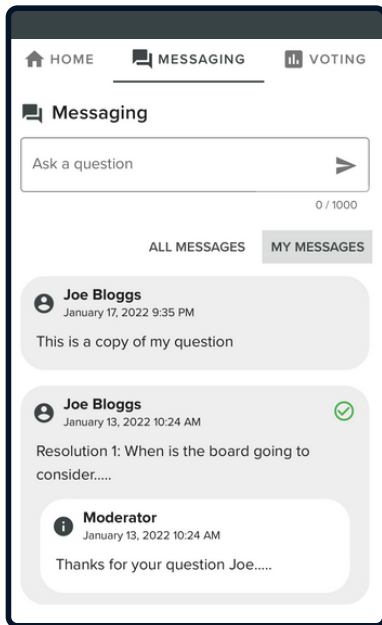 HOME MESSAGING VOTING
Messaging
Ask a question
0 / 1000
ALL MESSAGES MY MESSAGES
Joe Bloggs
January 17, 2022 9:35 PM
This is a copy of my question
Joe Bloggs
January 13, 2022 10:24 AM
Resolution 1: When is the board going to
consider.....
Moderator
January 13, 2022 10:24 AM
Thanks for your question Joe.....